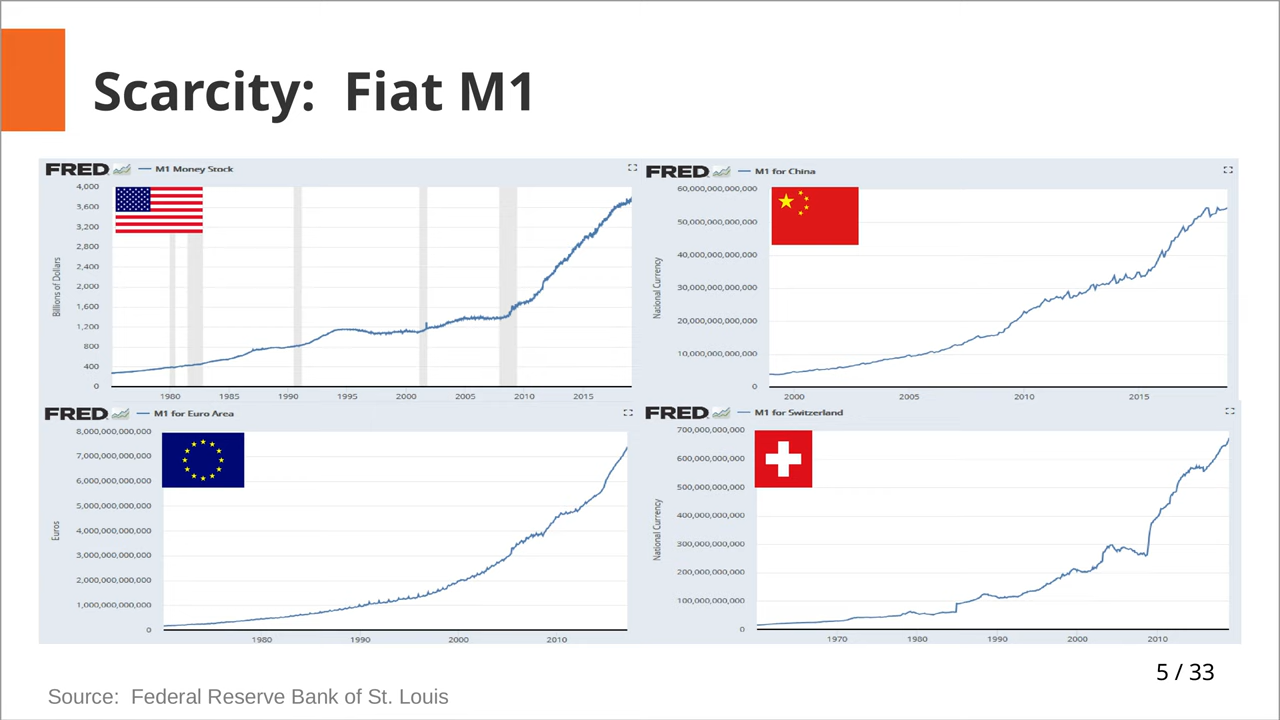 Scarcity:  Fiat M1
FRED — M1 Money Stock
Billions of Dollars
4,000
3,600
3,200
2,800
2,400
2,000
1,600
1,200
800
400
0
1980 1985 1990 1995 2000 2005 2010 2015
FRED — M1 for China
National Currency
60,000,000,000,000
50,000,000,000,000
40,000,000,000,000
30,000,000,000,000
20,000,000,000,000
10,000,000,000,000
0
2000 2005 2010 2015
FRED — M1 for Euro Area
Euros
8,000,000,000,000
7,000,000,000,000
6,000,000,000,000
5,000,000,000,000
4,000,000,000,000
3,000,000,000,000
2,000,000,000,000
1,000,000,000,000
0
1980 1990 2000 2010
FRED — M1 for Switzerland
National Currency
700,000,000,000
600,000,000,000
500,000,000,000
400,000,000,000
300,000,000,000
200,000,000,000
100,000,000,000
0
1970 1980 1990 2000 2010
5 / 33
Source:  Federal Reserve Bank of St. Louis